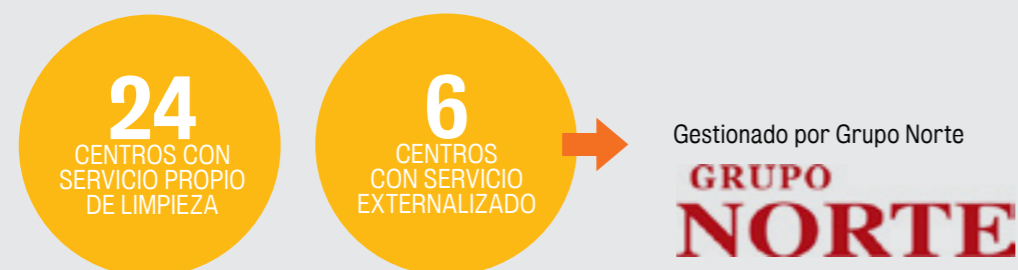 24
CENTROS CON
SERVICIO PROPIO
DE LIMPIEZA
6
CENTROS
CON SERVICIO
EXTERNALIZADO
Gestionado por Grupo Norte
GRUPO
NORTE